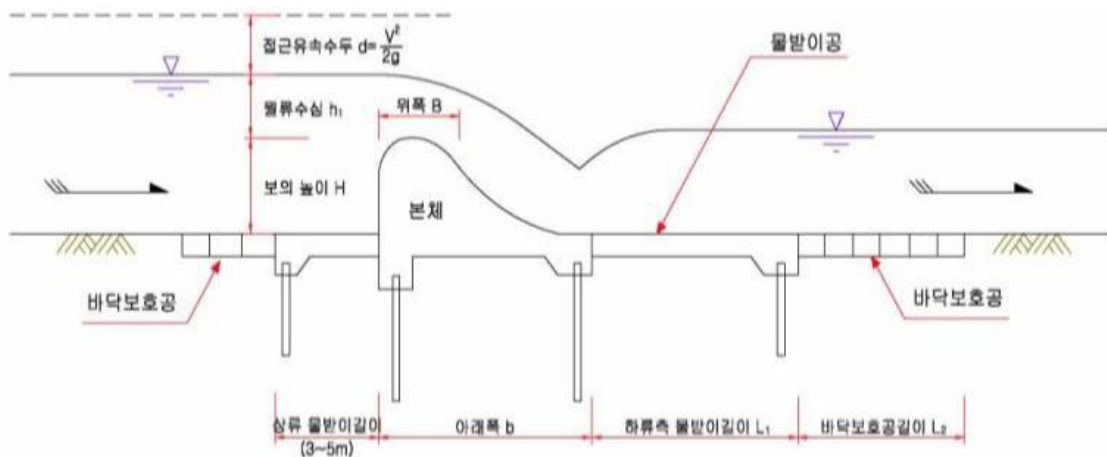 접근유속수두 d=V²/2g
물받이공
월류수심 h₁
위폭 B
보의 높이 H
본체
바닥보호공
바닥보호공
상류 물받이길이
(3~5m)
아래폭 b
하류측 물받이길이 L₁
바닥보호공길이 L₂